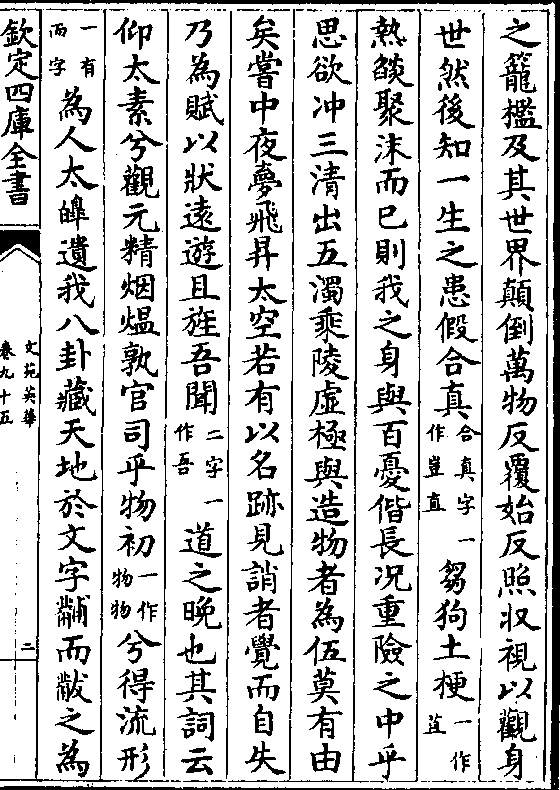 之籠檻及其世界顛倒萬物反覆始反照収視以觀身
世然後知一生之患假合真合真字一作豈直芻狗土梗一作苴
熱燄聚沫而已則我之身與百憂偕長况重險之中乎
思欲冲三清出五濁乘陵虛極與造物者為伍莫有由
矣嘗中夜夢飛昇太空若有以名跡見誚者覺而自失
乃為賦以狀遠遊且旌吾聞二字一作吾道之晩也其詞云
仰太素兮觀元精烟熅孰官司乎物初一作物物兮得流形
一有而字為人太皥遺我八卦藏天地於文字黼而黻之為
欽定四庫全書
文苑英華
卷九十五
二